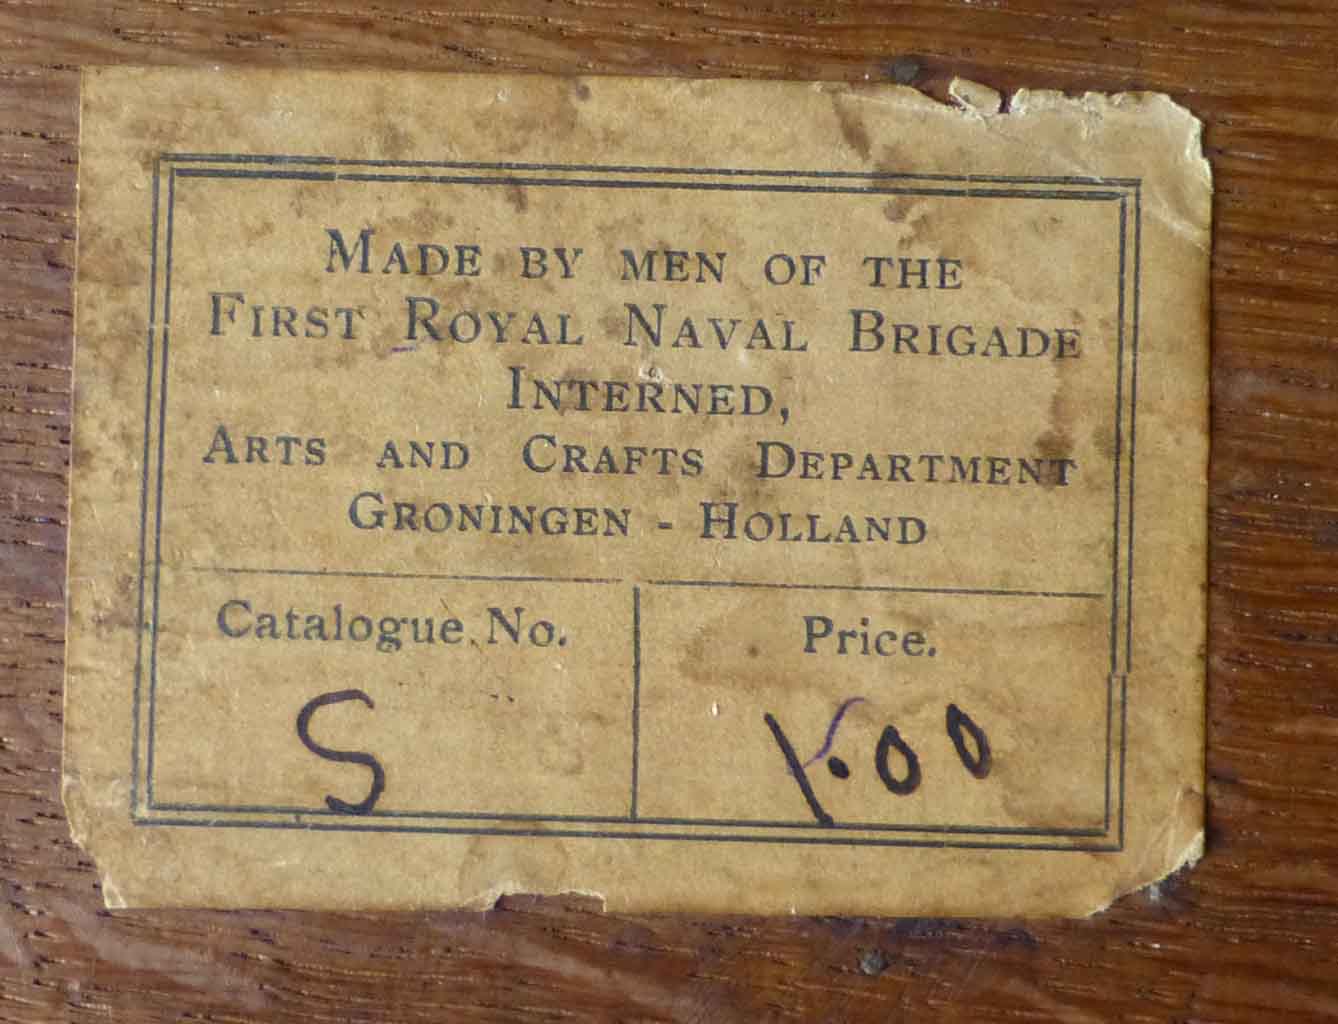 MADE BY MEN OF THE
FIRST ROYAL NAVAL BRIGADE
INTERNED,
ARTS AND CRAFTS DEPARTMENT
GRONINGEN - HOLLAND
Catalogue No. Price.
S